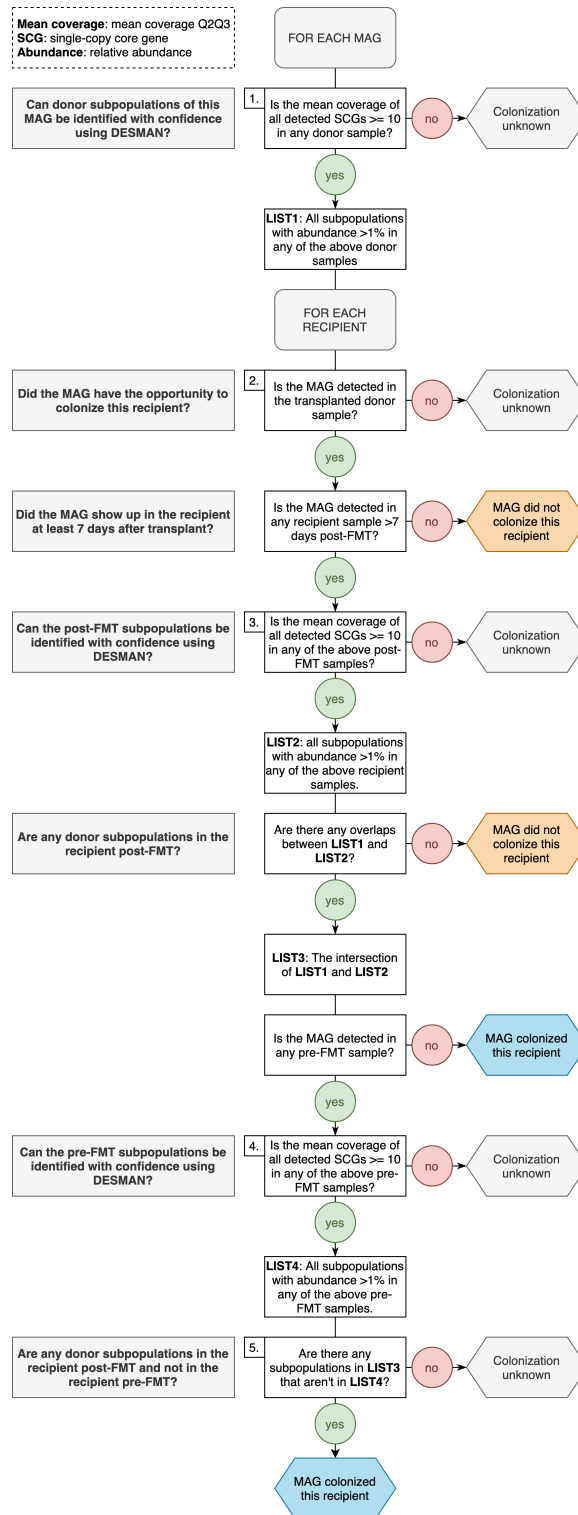 Mean coverage: mean coverage Q2Q3
SCG: single-copy core gene
Abundance: relative abundance
FOR EACH MAG
Can donor subpopulations of this
MAG be identified with confidence
using DESMAN?
1.
Is the mean coverage of
all detected SCGs >= 10
in any donor sample?
no
Colonization
unknown
yes
LIST1: All subpopulations
with abundance >1% in
any of the above donor
samples
FOR EACH
RECIPIENT
Did the MAG have the opportunity to
colonize this recipient?
2.
Is the MAG detected in
the transplanted donor
sample?
no
Colonization
unknown
yes
Did the MAG show up in the recipient
at least 7 days after transplant?
Is the MAG detected in
any recipient sample >7
days post-FMT?
no
MAG did not
colonize this
recipient
yes
Can the post-FMT subpopulations be
identified with confidence using
DESMAN?
3.
Is the mean coverage of
all detected SCGs >= 10
in any of the above post-
FMT samples?
no
Colonization
unknown
yes
LIST2: all subpopulations
with abundance >1% in
any of the above recipient
samples.
Are any donor subpopulations in the
recipient post-FMT?
Are there any overlaps
between LIST1 and
LIST2?
no
MAG did not
colonize this
recipient
yes
LIST3: The intersection
of LIST1 and LIST2
Is the MAG detected in
any pre-FMT sample?
no
MAG colonized
this recipient
yes
Can the pre-FMT subpopulations be
identified with confidence using
DESMAN?
4.
Is the mean coverage of
all detected SCGs >= 10
in any of the above pre-
FMT samples?
no
Colonization
unknown
yes
LIST4: All subpopulations
with abundance >1% in
any of the above pre-
FMT samples.
Are any donor subpopulations in the
recipient post-FMT and not in the
recipient pre-FMT?
5.
Are there any
subpopulations in LIST3
that aren't in LIST4?
no
Colonization
unknown
yes
MAG colonized
this recipient